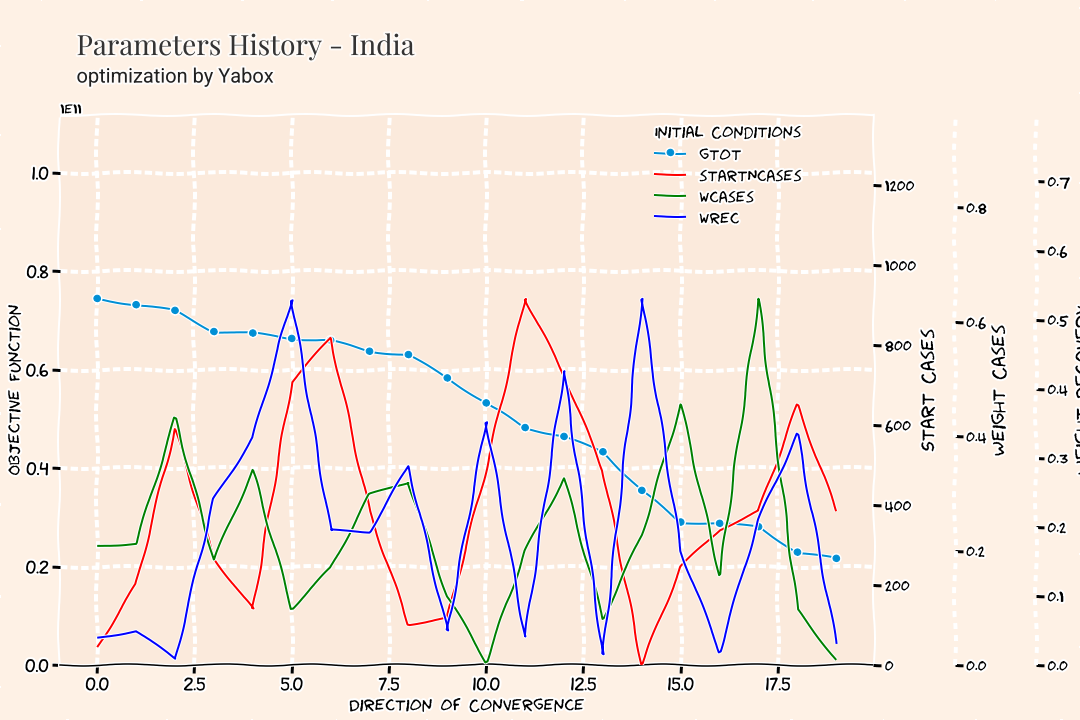 Parameters History - India
optimization by Yabox
1E11
INITIAL CONDITIONS
GTOT
STARTNCASES
WCASES
WREC
OBJECTIVE FUNCTION
1.0
0.8
0.6
0.4
0.2
0.0
0.0 2.5 5.0 7.5 10.0 12.5 15.0 17.5
DIRECTION OF CONVERGENCE
1200
1000
800
600
400
200
0
START CASES
0.8
0.6
0.4
0.2
0.0
WEIGHT CASES
0.7
0.6
0.5
0.4
0.3
0.2
0.1
0.0